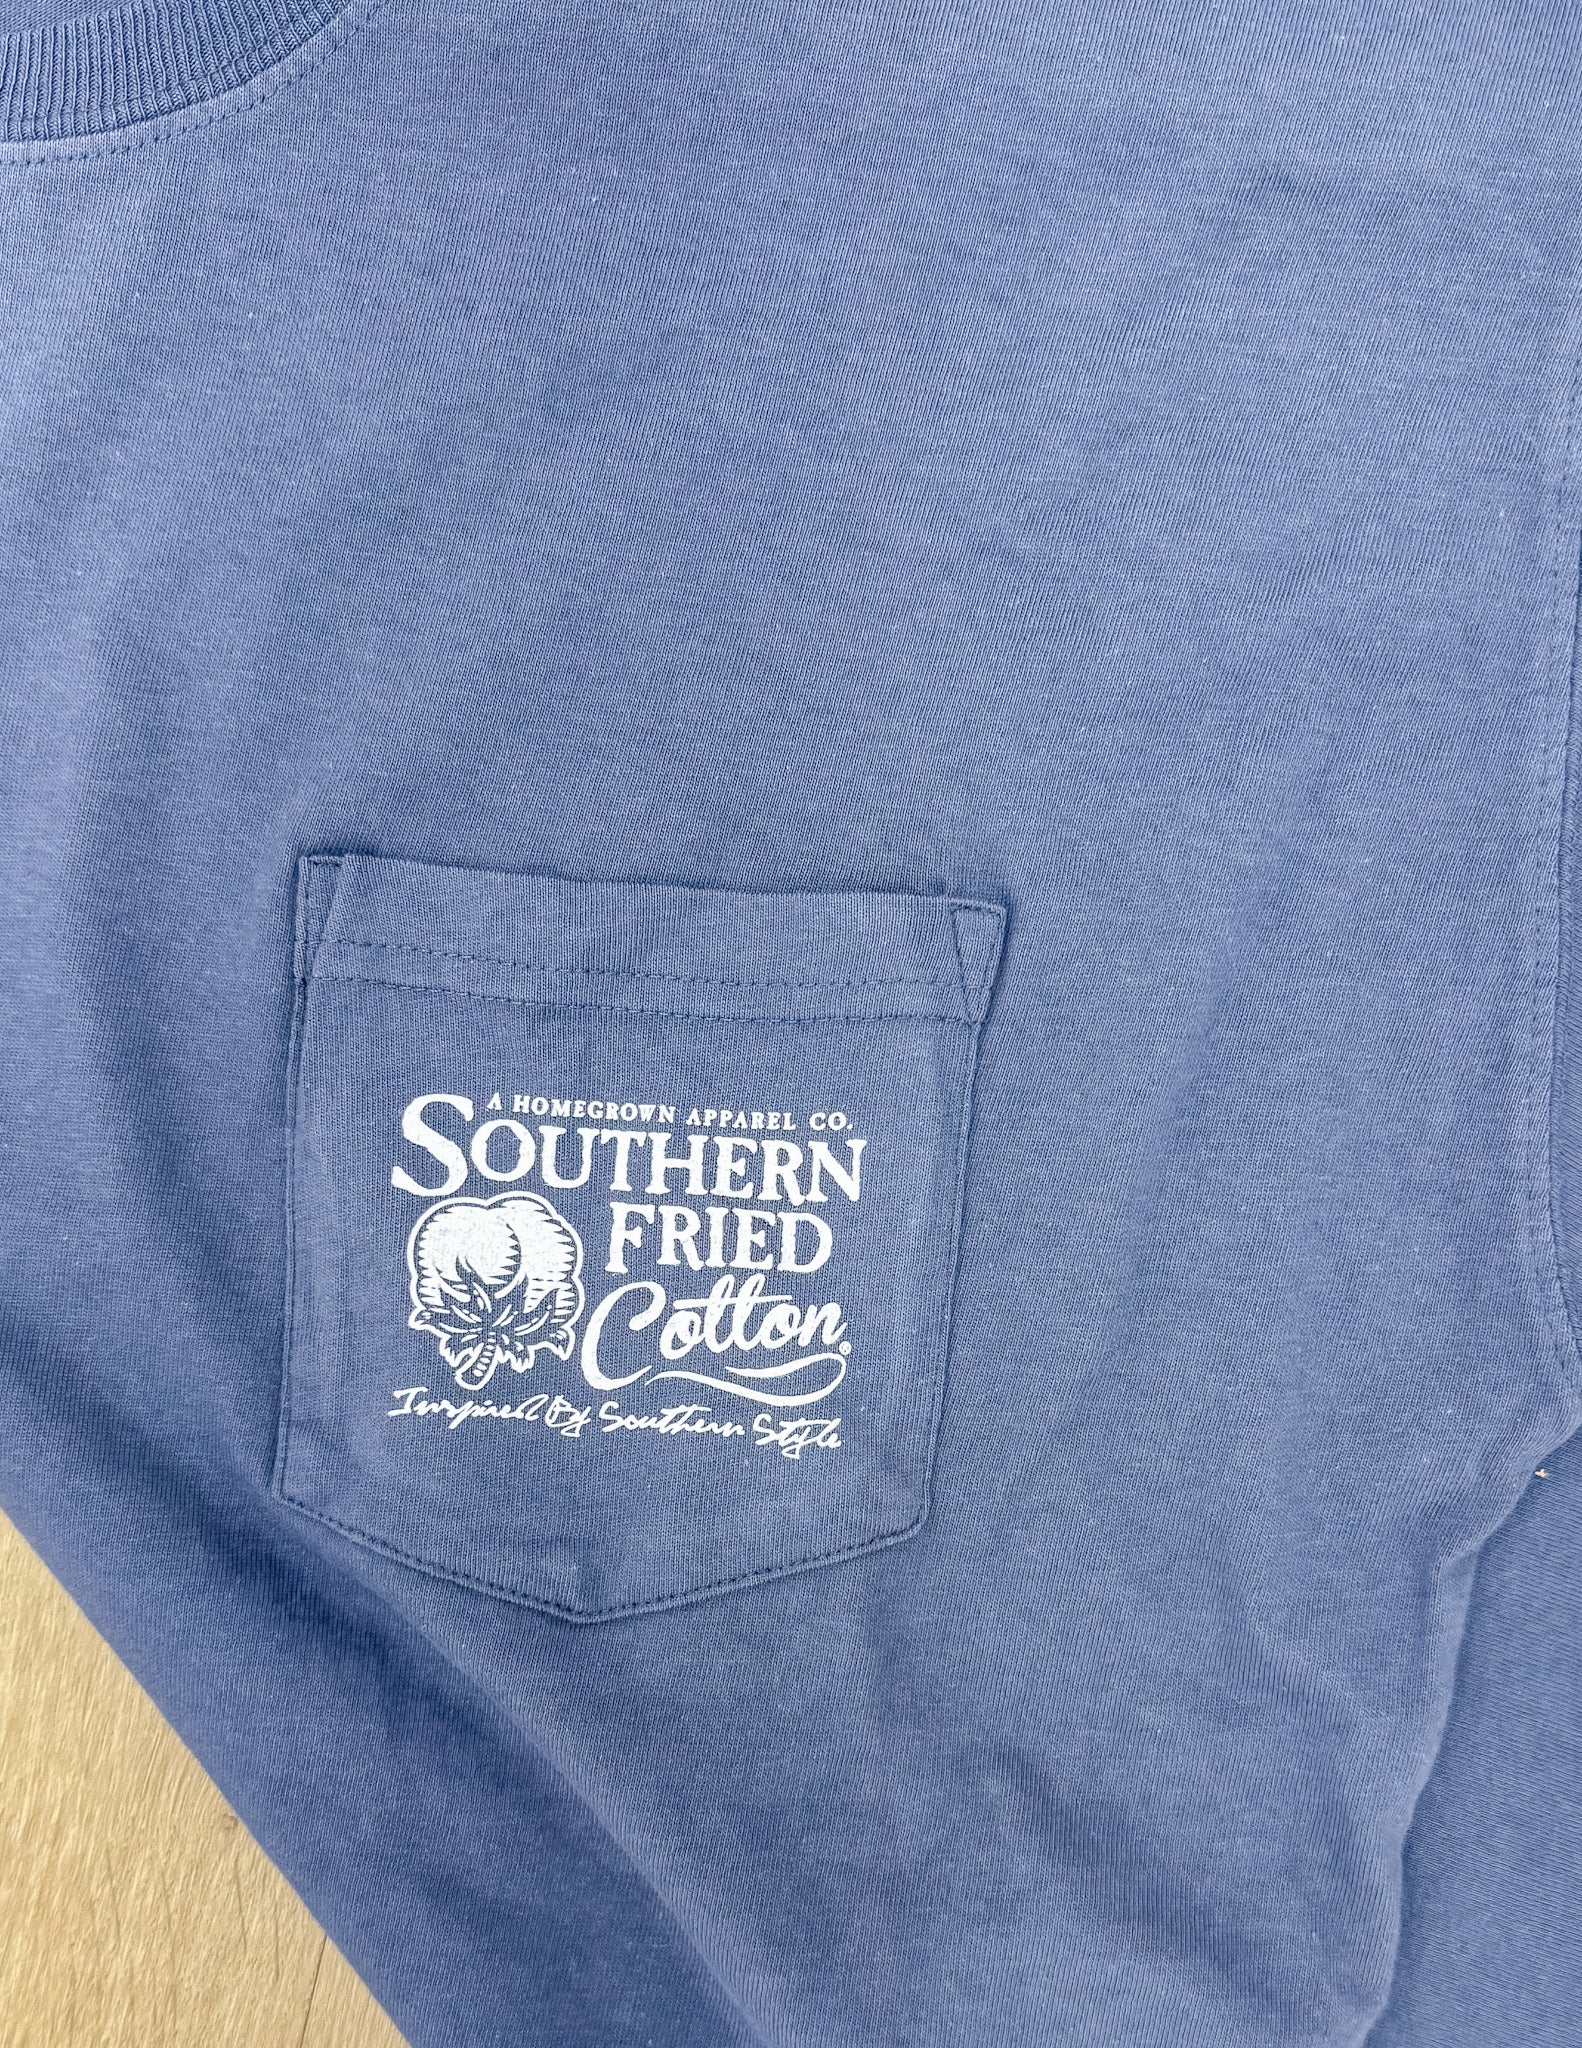 A HOMEGROWN APPAREL CO.
SOUTHERN
FRIED
Cotton®
Inspired By Southern Style